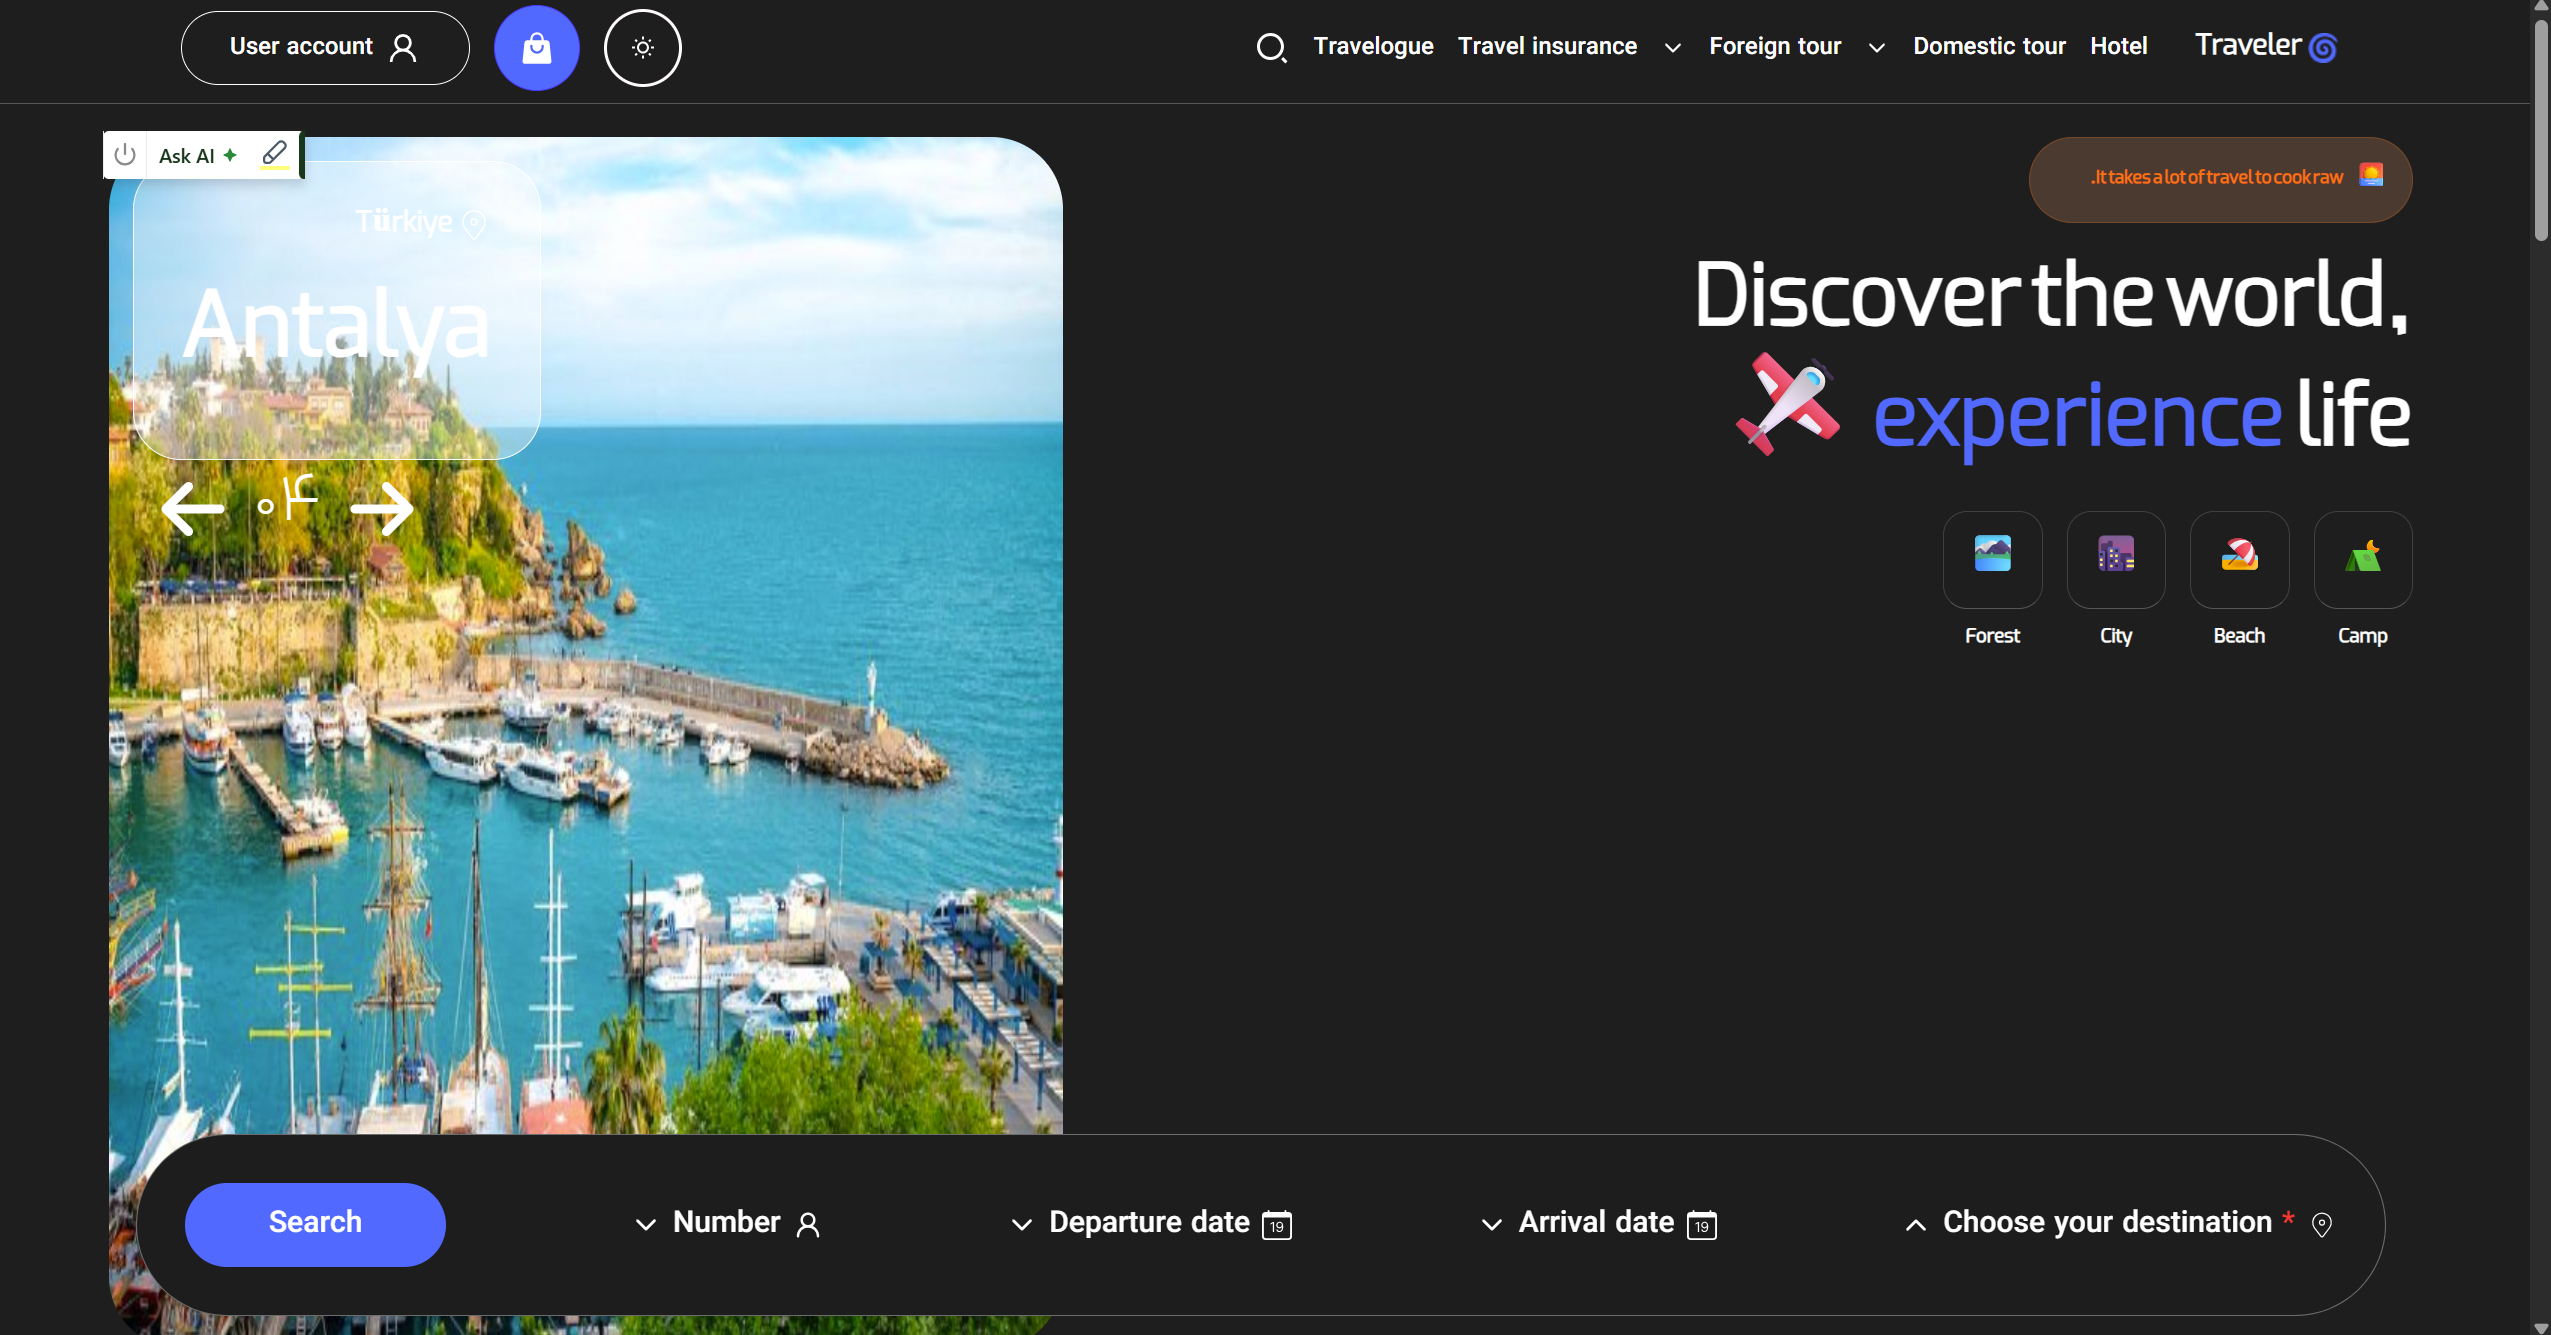 User account
Travelogue Travel insurance Foreign tour Domestic tour Hotel Traveler
Ask AI
.It takes a lot of travel to cook raw
Türkiye
Antalya
۰۴
Discover the world,
experience life
Forest City Beach Camp
Search Number Departure date 19 Arrival date 19 Choose your destination *